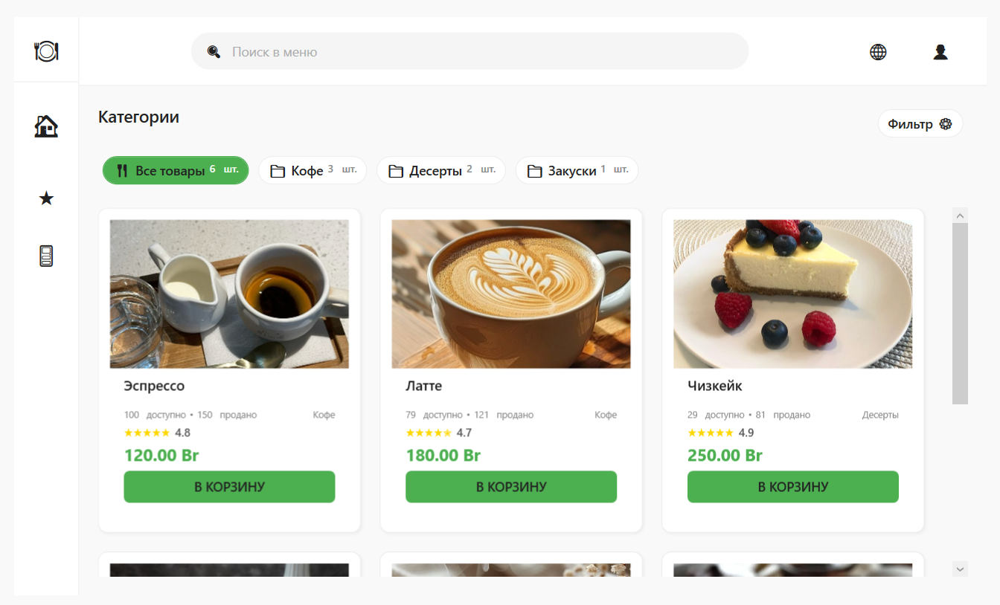 Поиск в меню
Категории
Фильтр
Все товары 6 шт.
Кофе 3 шт.
Десерты 2 шт.
Закуски 1 шт.
Эспрессо
100 доступно • 150 продано Кофе
★★★★★ 4.8
120.00 Br
В КОРЗИНУ
Латте
79 доступно • 121 продано Кофе
★★★★★ 4.7
180.00 Br
В КОРЗИНУ
Чизкейк
29 доступно • 81 продано Десерты
★★★★★ 4.9
250.00 Br
В КОРЗИНУ